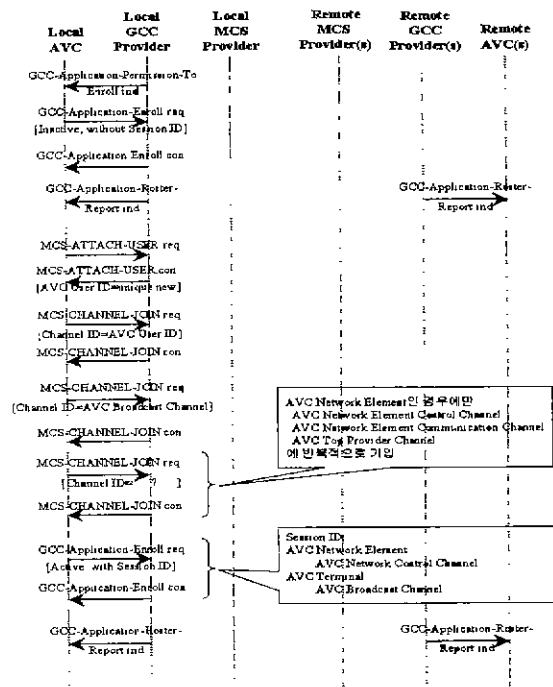 Local AVC
Local GCC Provider
Local MCS Provider
Remote MCS Provider(s)
Remote GCC Provider(s)
Remote AVC(s)
GCC-Application-Permission-To
Enroll ind
GCC-Application-Enroll req
[Inactive, without Session ID]
GCC-Application Enroll con
GCC-Application-Roster-
Report ind
GCC-Application-Roster-
Report ind
MCS-ATTACH-USER req
MCS-ATTACH-USER con
[AVC User ID=unique new]
MCS-CHANNEL-JOIN req
[Channel ID=AVC User ID]
MCS-CHANNEL-JOIN con
MCS-CHANNEL-JOIN req
[Channel ID=AVC Broadcast Channel]
MCS-CHANNEL-JOIN con
MCS-CHANNEL-JOIN req
[Channel ID= ? ]
MCS-CHANNEL-JOIN con
AVC Network Element인 경우에만
AVC Network Element Control Channel
AVC Network Element Communication Channel
AVC Top Provider Channel
에 반복적으로 가입
GCC-Application-Enroll req
[Active with Session ID]
GCC-Application-Enroll con
Session ID:
AVC Network Element
AVC Network Control Channel
AVC Terminal
AVC Broadcast Channel
GCC-Application-Roster-
Report ind
GCC-Application-Roster-
Report ind